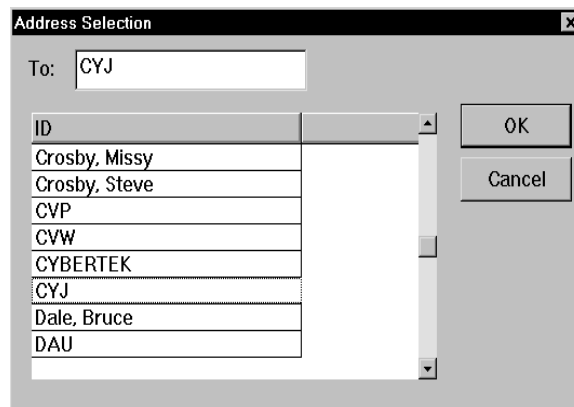 Address Selection
To: CYJ
ID
OK
Crosby, Missy
Crosby, Steve
Cancel
CVP
CVW
CYBERTEK
CYJ
Dale, Bruce
DAU